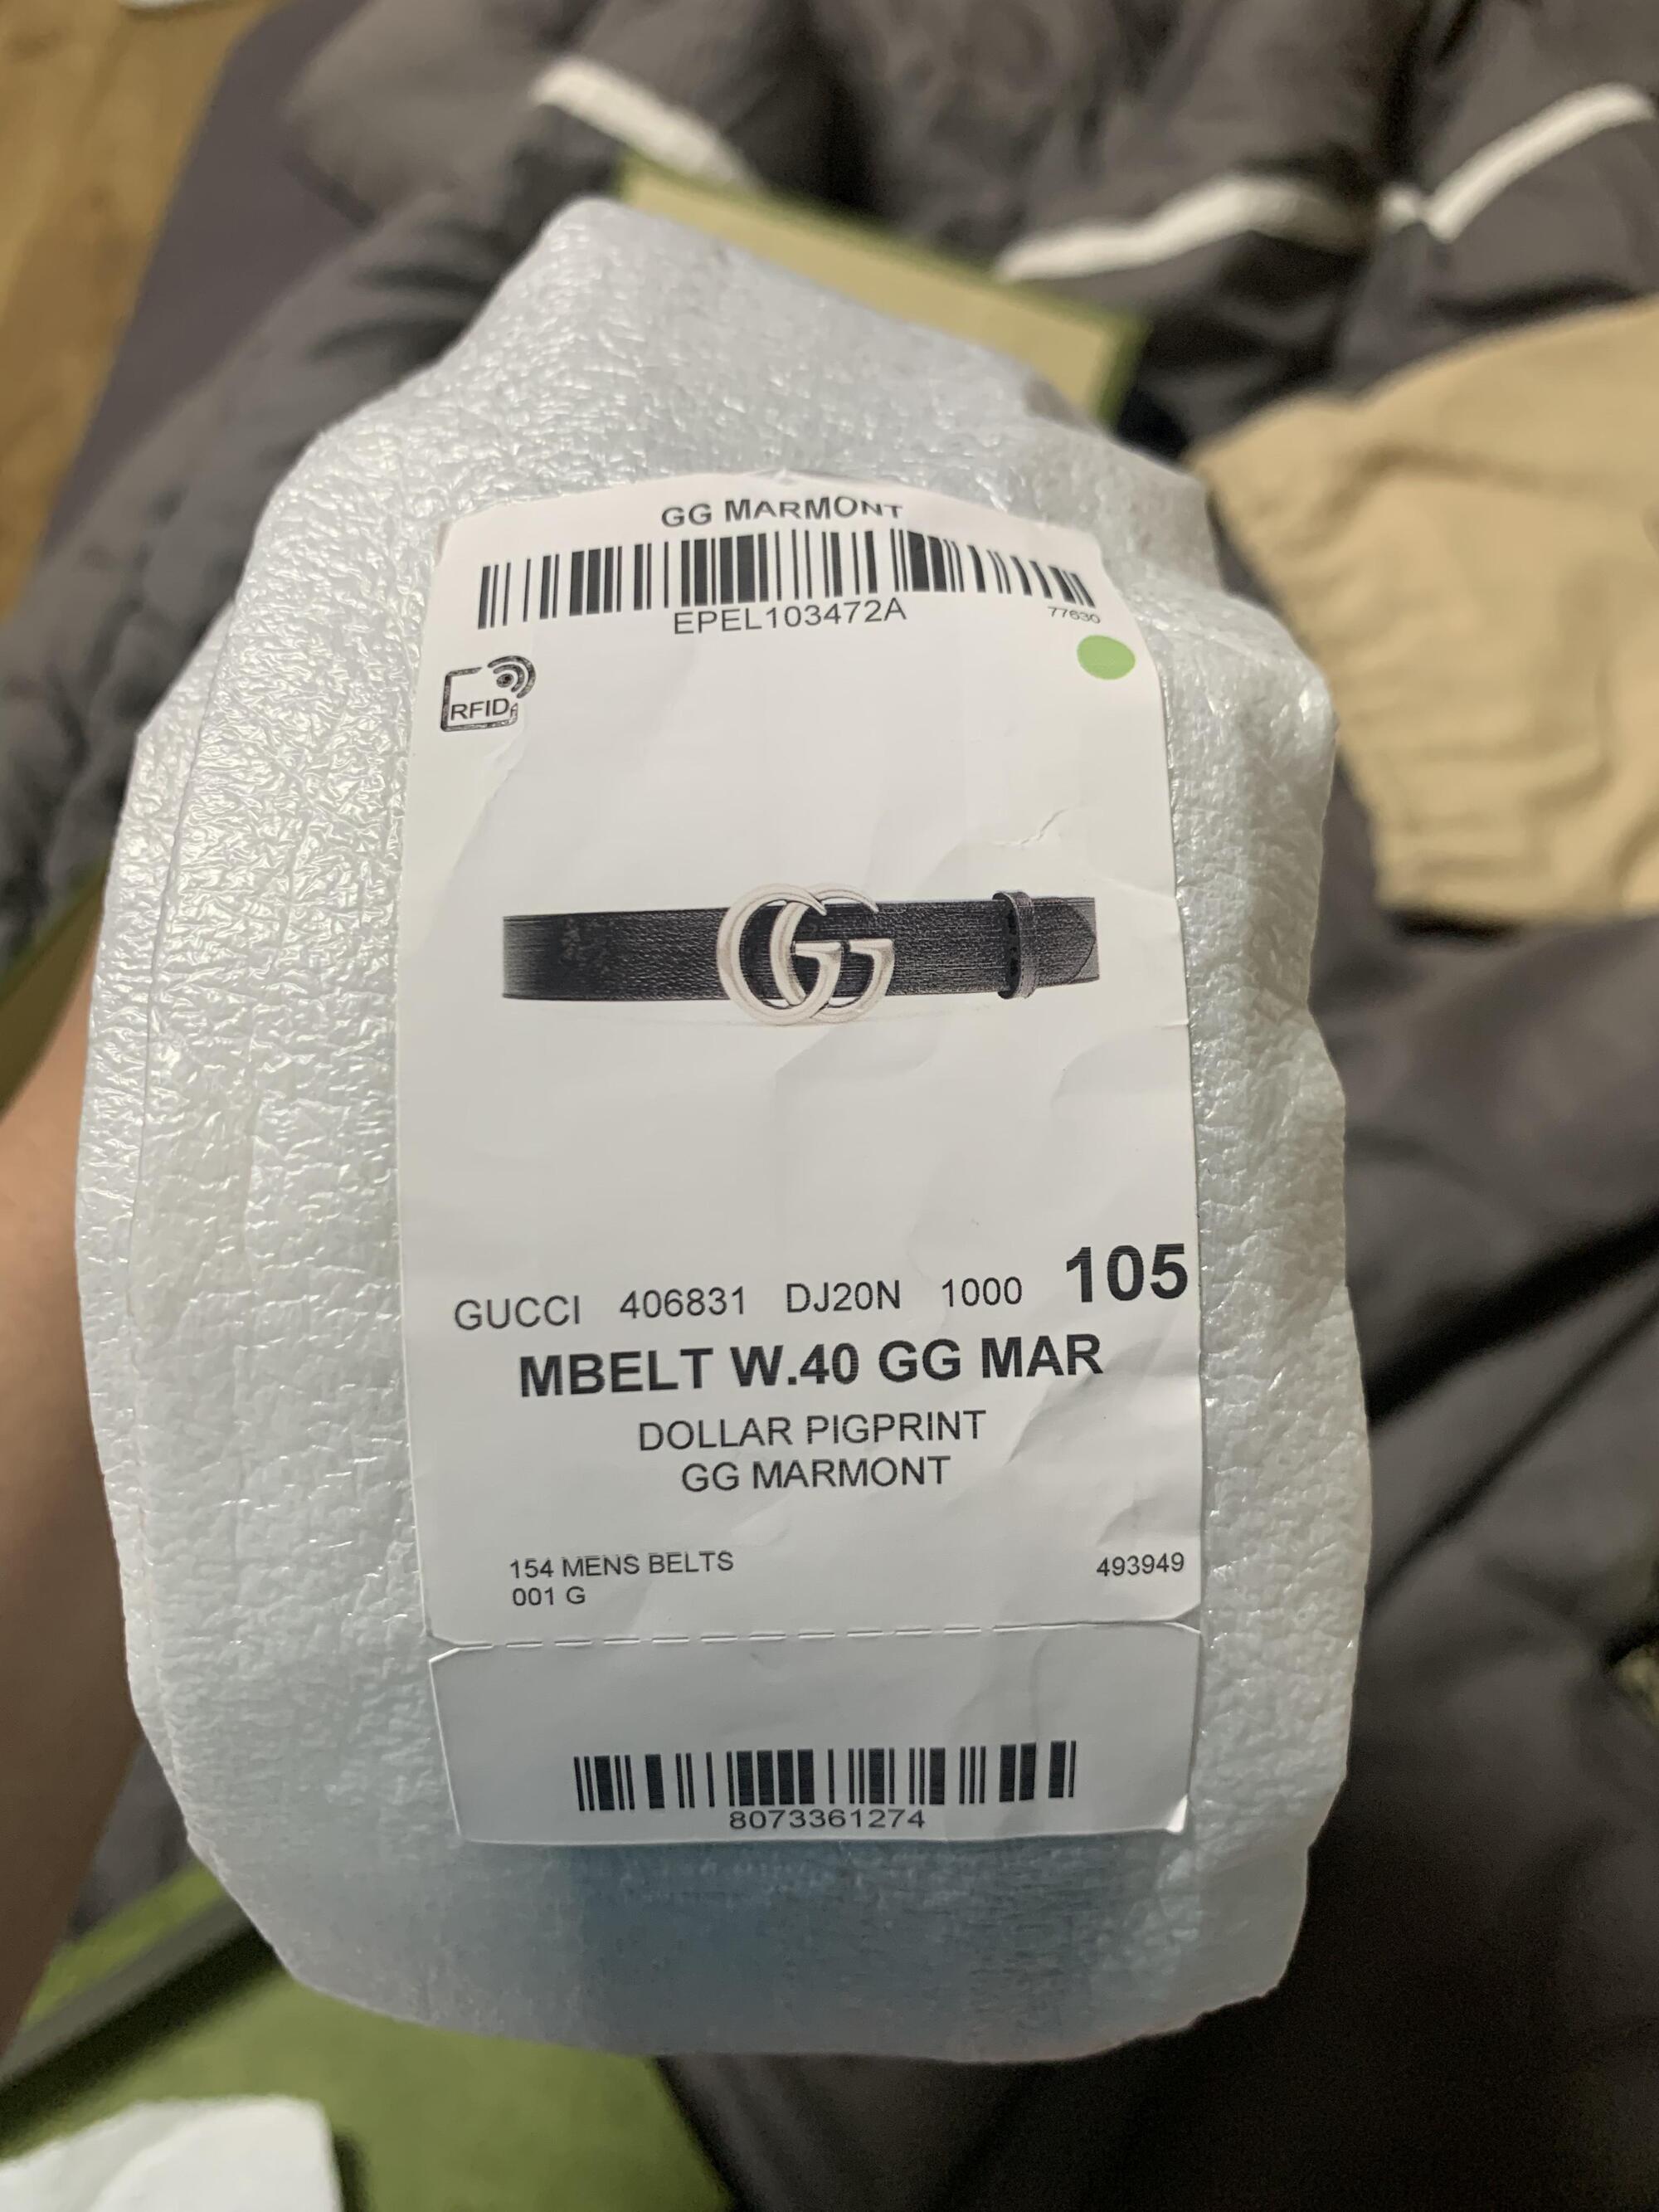 GG MARMONT
EPEL103472A
77630
RFID
GUCCI 406831 DJ20N 1000 105
MBELT W.40 GG MAR
DOLLAR PIGPRINT
GG MARMONT
154 MENS BELTS 493949
001 G
8073361274